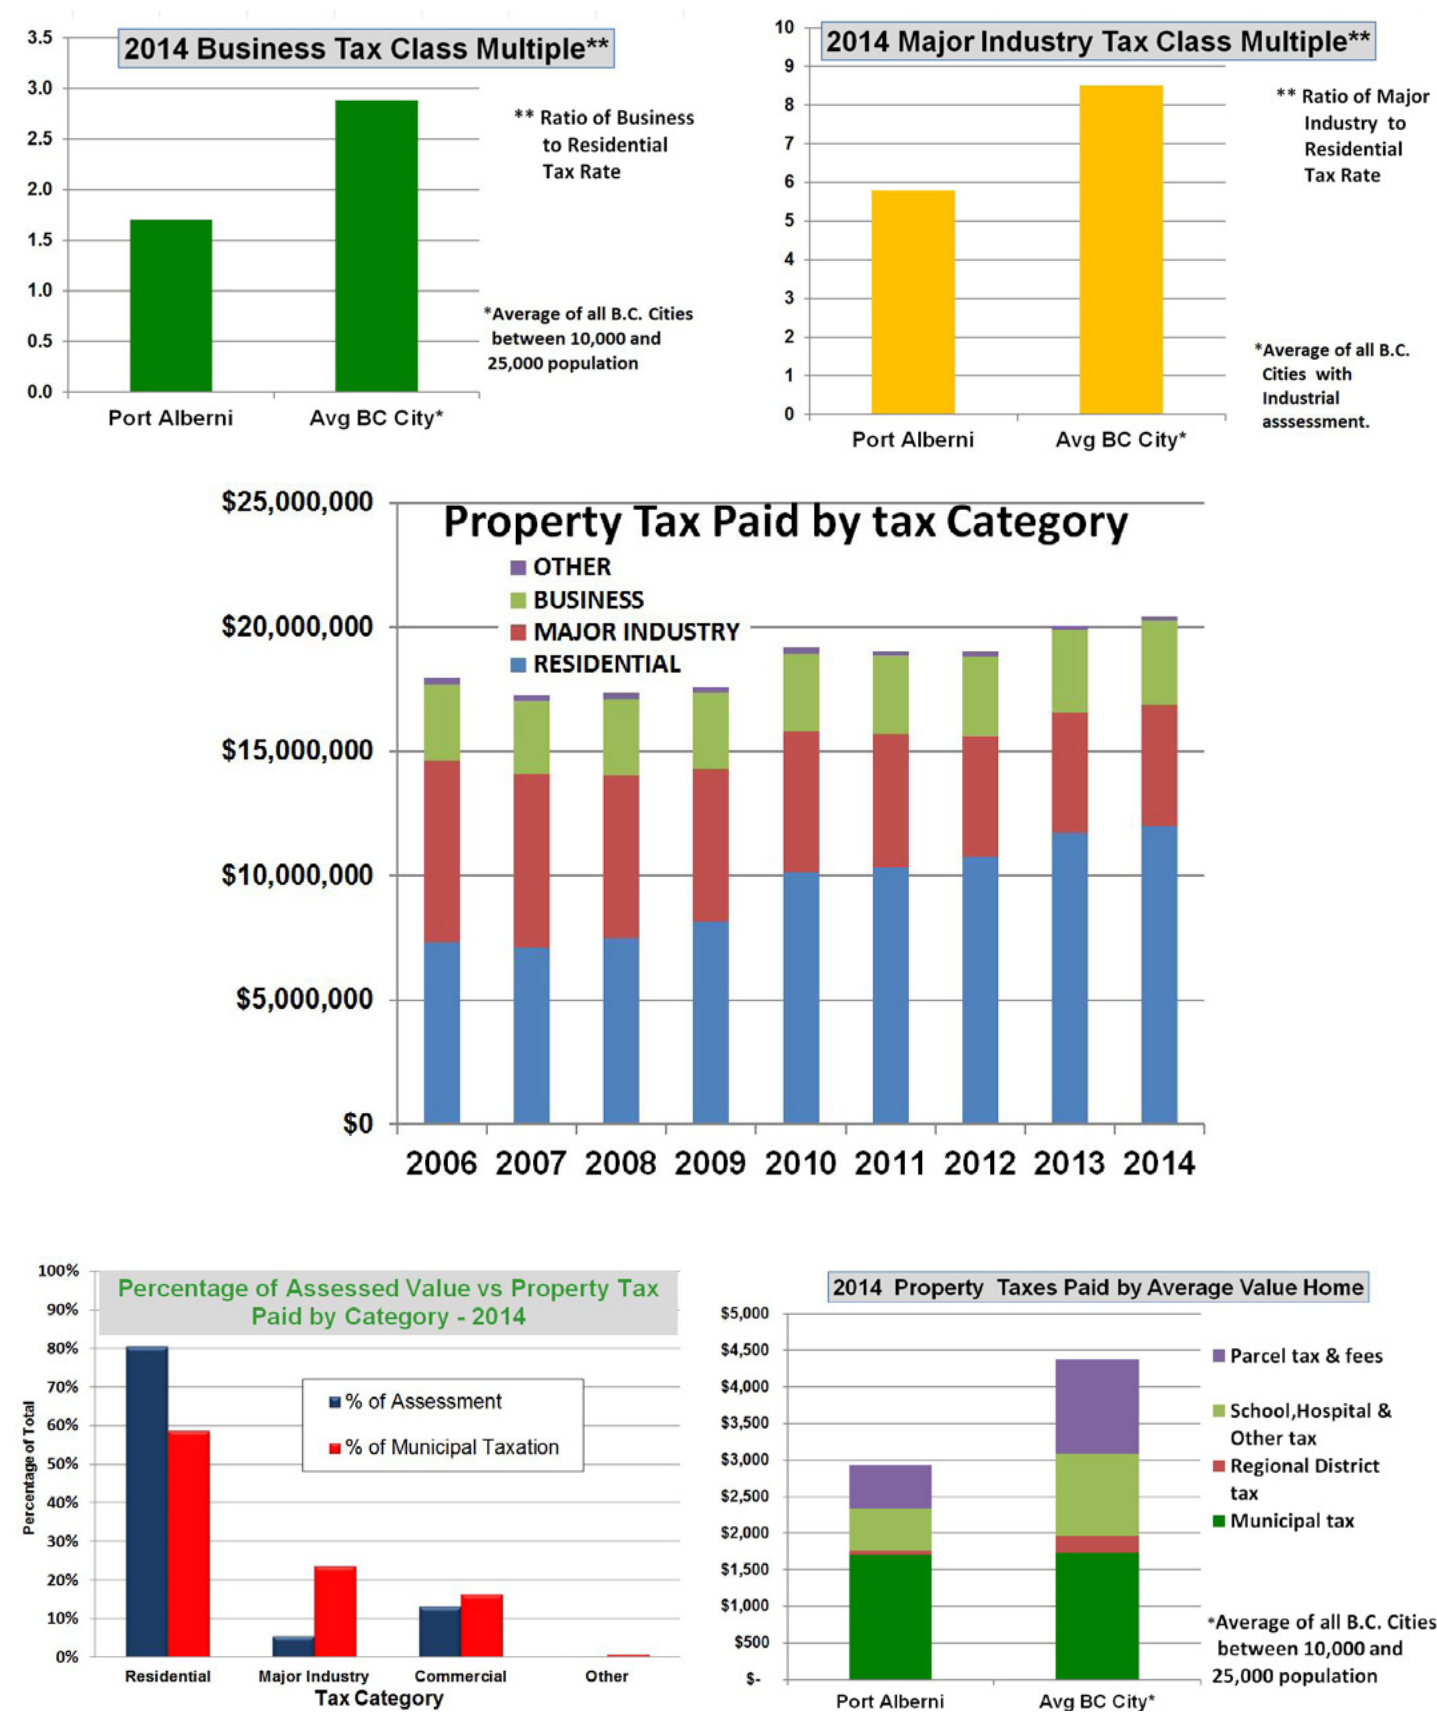 2014 Business Tax Class Multiple**
3.5
3.0
2.5
2.0
1.5
1.0
0.5
0.0
** Ratio of Business
to Residential
Tax Rate
*Average of all B.C. Cities
between 10,000 and
25,000 population
Port Alberni
Avg BC City*
2014 Major Industry Tax Class Multiple**
10
9
8
7
6
5
4
3
2
1
0
** Ratio of Major
Industry to
Residential
Tax Rate
*Average of all B.C.
Cities with
Industrial
asssessment.
Port Alberni
Avg BC City*
Property Tax Paid by tax Category
$25,000,000
$20,000,000
$15,000,000
$10,000,000
$5,000,000
$0
OTHER
BUSINESS
MAJOR INDUSTRY
RESIDENTIAL
2006 2007 2008 2009 2010 2011 2012 2013 2014
Percentage of Assessed Value vs Property Tax
Paid by Category - 2014
100%
90%
80%
70%
60%
50%
40%
30%
20%
10%
0%
Percentage of Total
% of Assessment
% of Municipal Taxation
Residential
Major Industry
Commercial
Other
Tax Category
2014 Property Taxes Paid by Average Value Home
$5,000
$4,500
$4,000
$3,500
$3,000
$2,500
$2,000
$1,500
$1,000
$500
$-
Parcel tax & fees
School,Hospital &
Other tax
Regional District
tax
Municipal tax
*Average of all B.C. Cities
between 10,000 and
25,000 population
Port Alberni
Avg BC City*